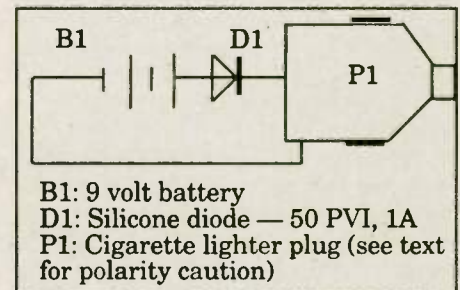 B1
D1
P1
B1: 9 volt battery
D1: Silicone diode — 50 PVI, 1A
P1: Cigarette lighter plug (see text
for polarity caution)